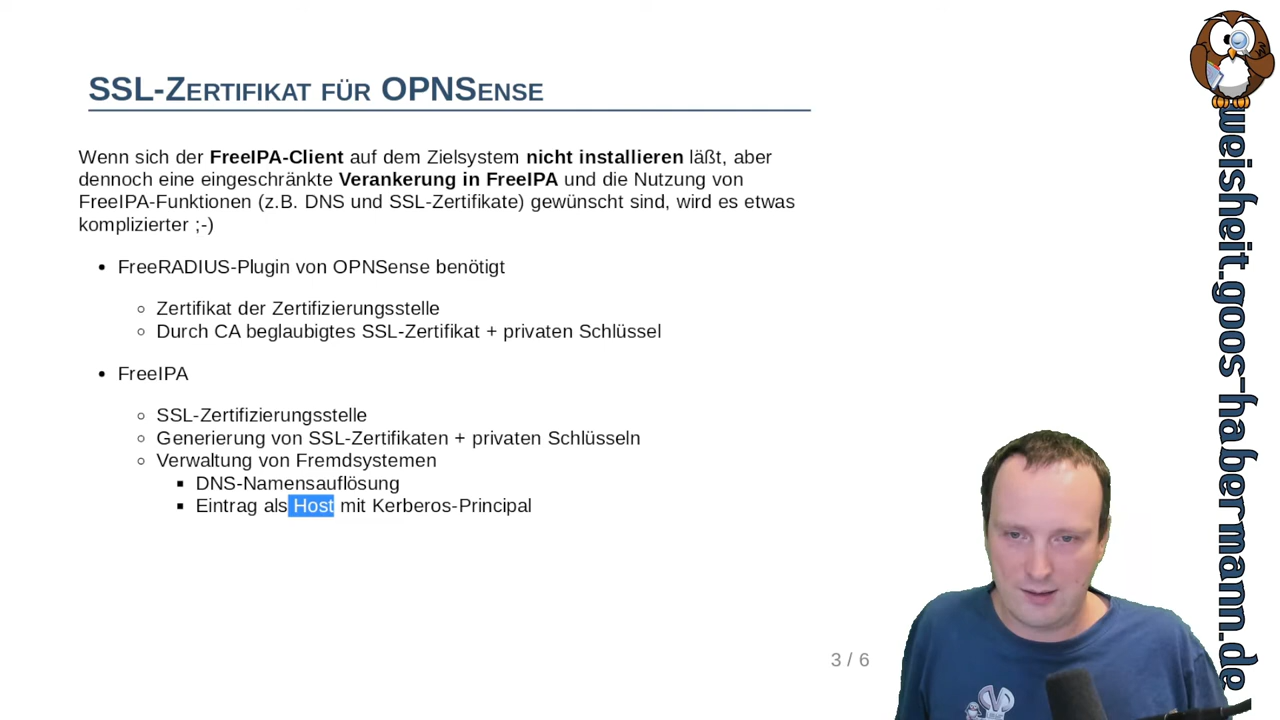 SSL-Zertifikat für OPNSense
Wenn sich der FreeIPA-Client auf dem Zielsystem nicht installieren läßt, aber
dennoch eine eingeschränkte Verankerung in FreeIPA und die Nutzung von
FreeIPA-Funktionen (z.B. DNS und SSL-Zertifikate) gewünscht sind, wird es etwas
komplizierter ;-)
• FreeRADIUS-Plugin von OPNSense benötigt
◦ Zertifikat der Zertifizierungsstelle
◦ Durch CA beglaubigtes SSL-Zertifikat + privaten Schlüssel
• FreeIPA
◦ SSL-Zertifizierungsstelle
◦ Generierung von SSL-Zertifikaten + privaten Schlüsseln
◦ Verwaltung von Fremdsystemen
▪ DNS-Namensauflösung
▪ Eintrag als Host mit Kerberos-Principal
3 / 6
weisheit.goos-habermann.de